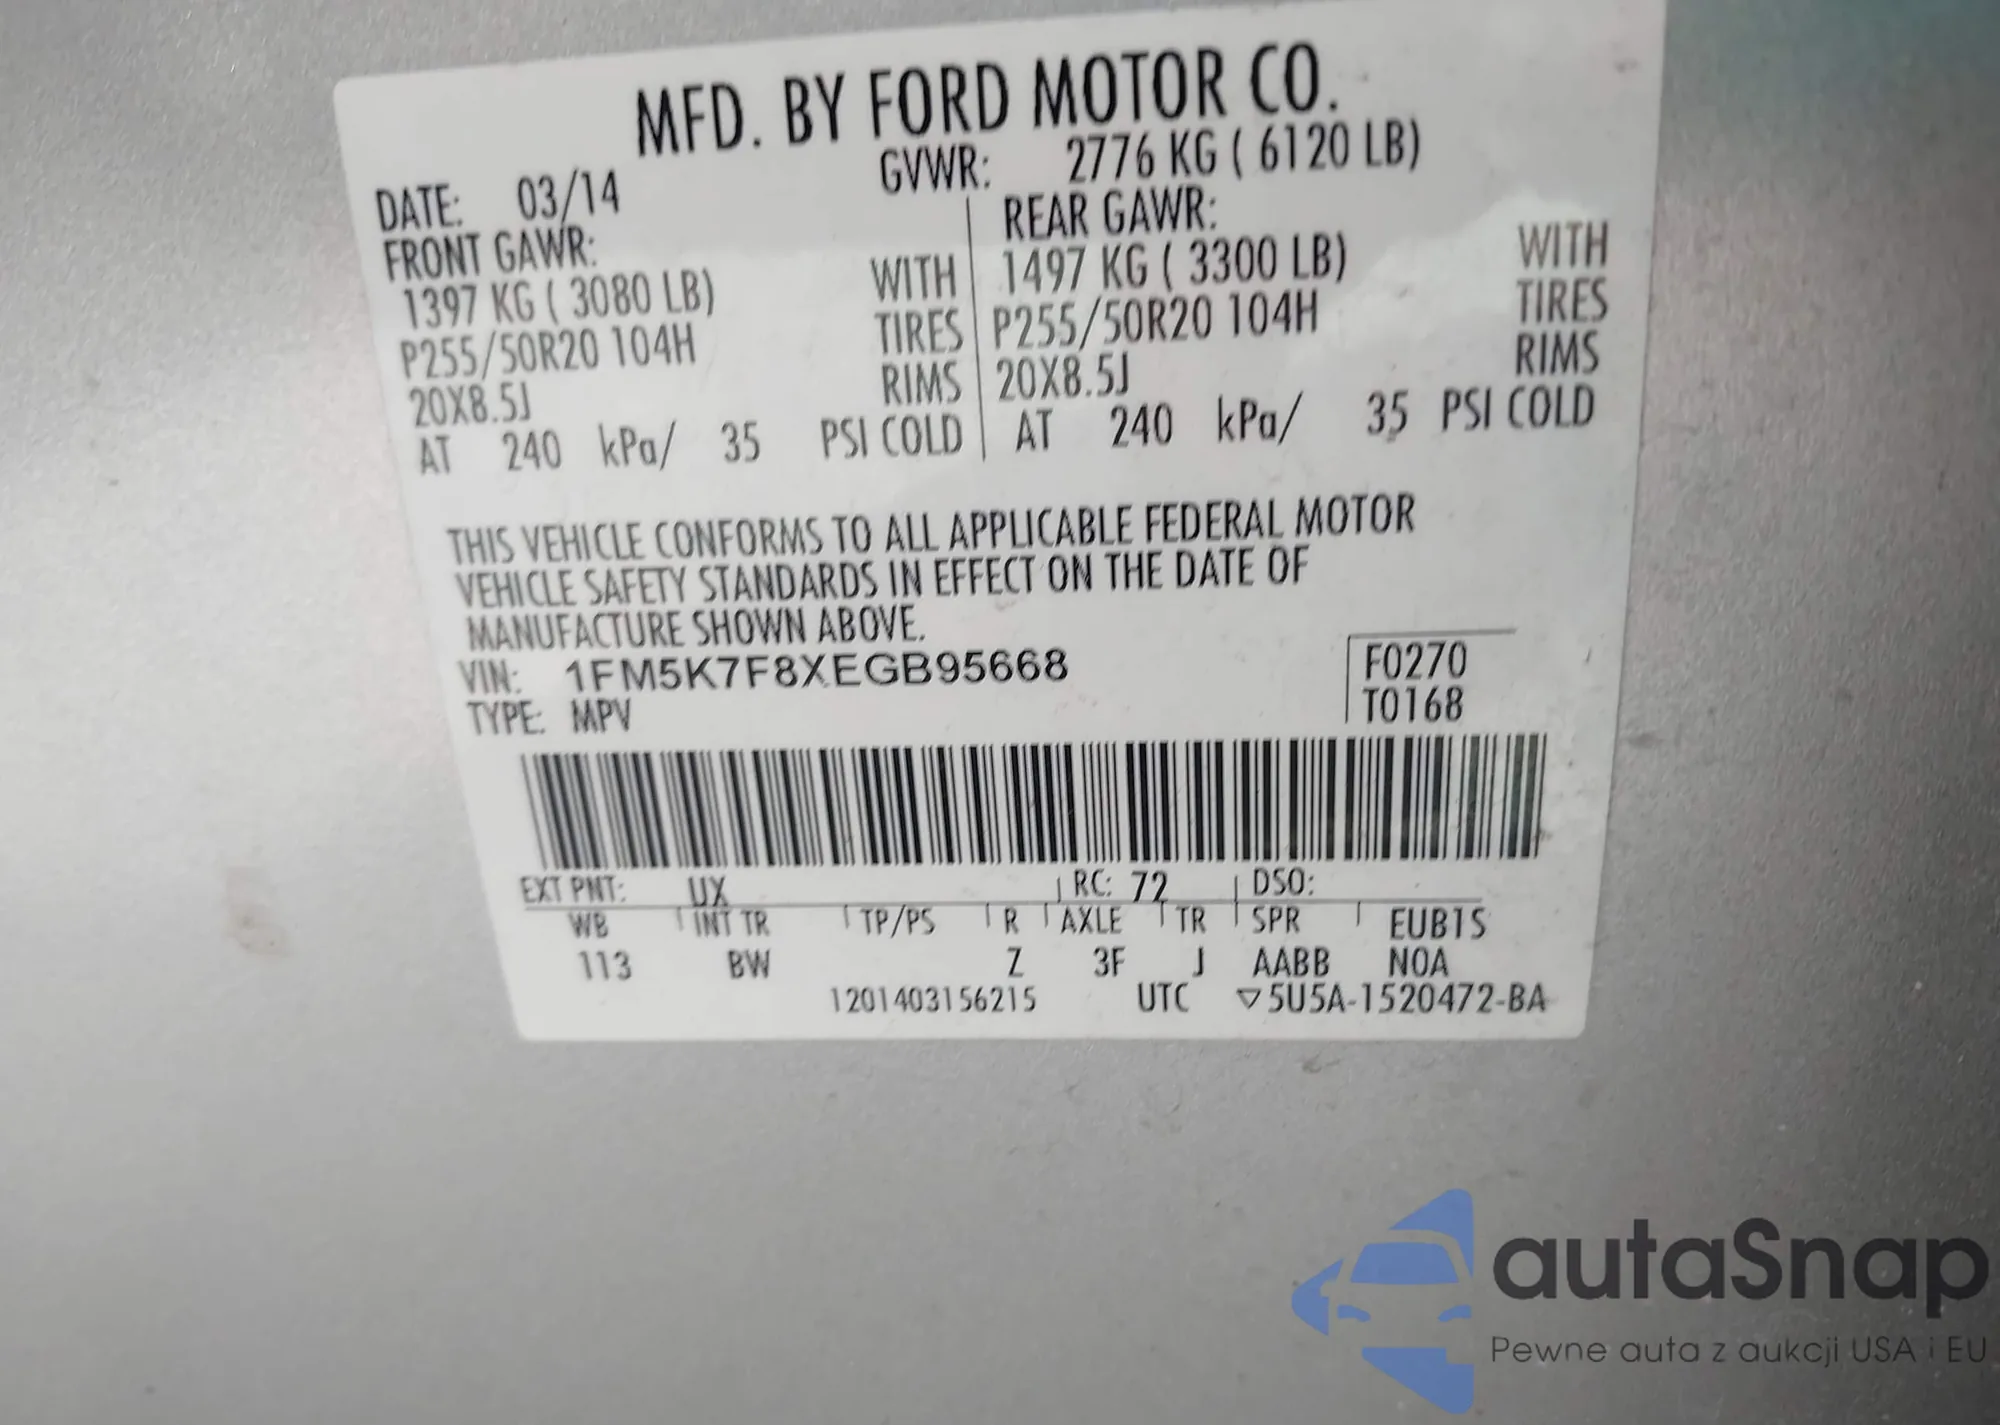 MFD. BY FORD MOTOR CO.
DATE: 03/14 GVWR: 2776 KG ( 6120 LB)
FRONT GAWR: REAR GAWR:
1397 KG ( 3080 LB) WITH 1497 KG ( 3300 LB) WITH
P255/50R20 104H TIRES P255/50R20 104H TIRES
20X8.5J RIMS 20X8.5J RIMS
AT 240 kPa/ 35 PSI COLD AT 240 kPa/ 35 PSI COLD
THIS VEHICLE CONFORMS TO ALL APPLICABLE FEDERAL MOTOR
VEHICLE SAFETY STANDARDS IN EFFECT ON THE DATE OF
MANUFACTURE SHOWN ABOVE.
VIN: 1FM5K7F8XEGB95668 F0270
TYPE: MPV T0168
EXT PNT: UX RC: 72 DSO:
WB INT TR TP/PS R AXLE TR SPR EUB1S
113 BW Z 3F J AABB NOA
1201403156215 UTC ▽5U5A-1520472-BA
autaSnap
Pewne auta z aukcji USA i EU